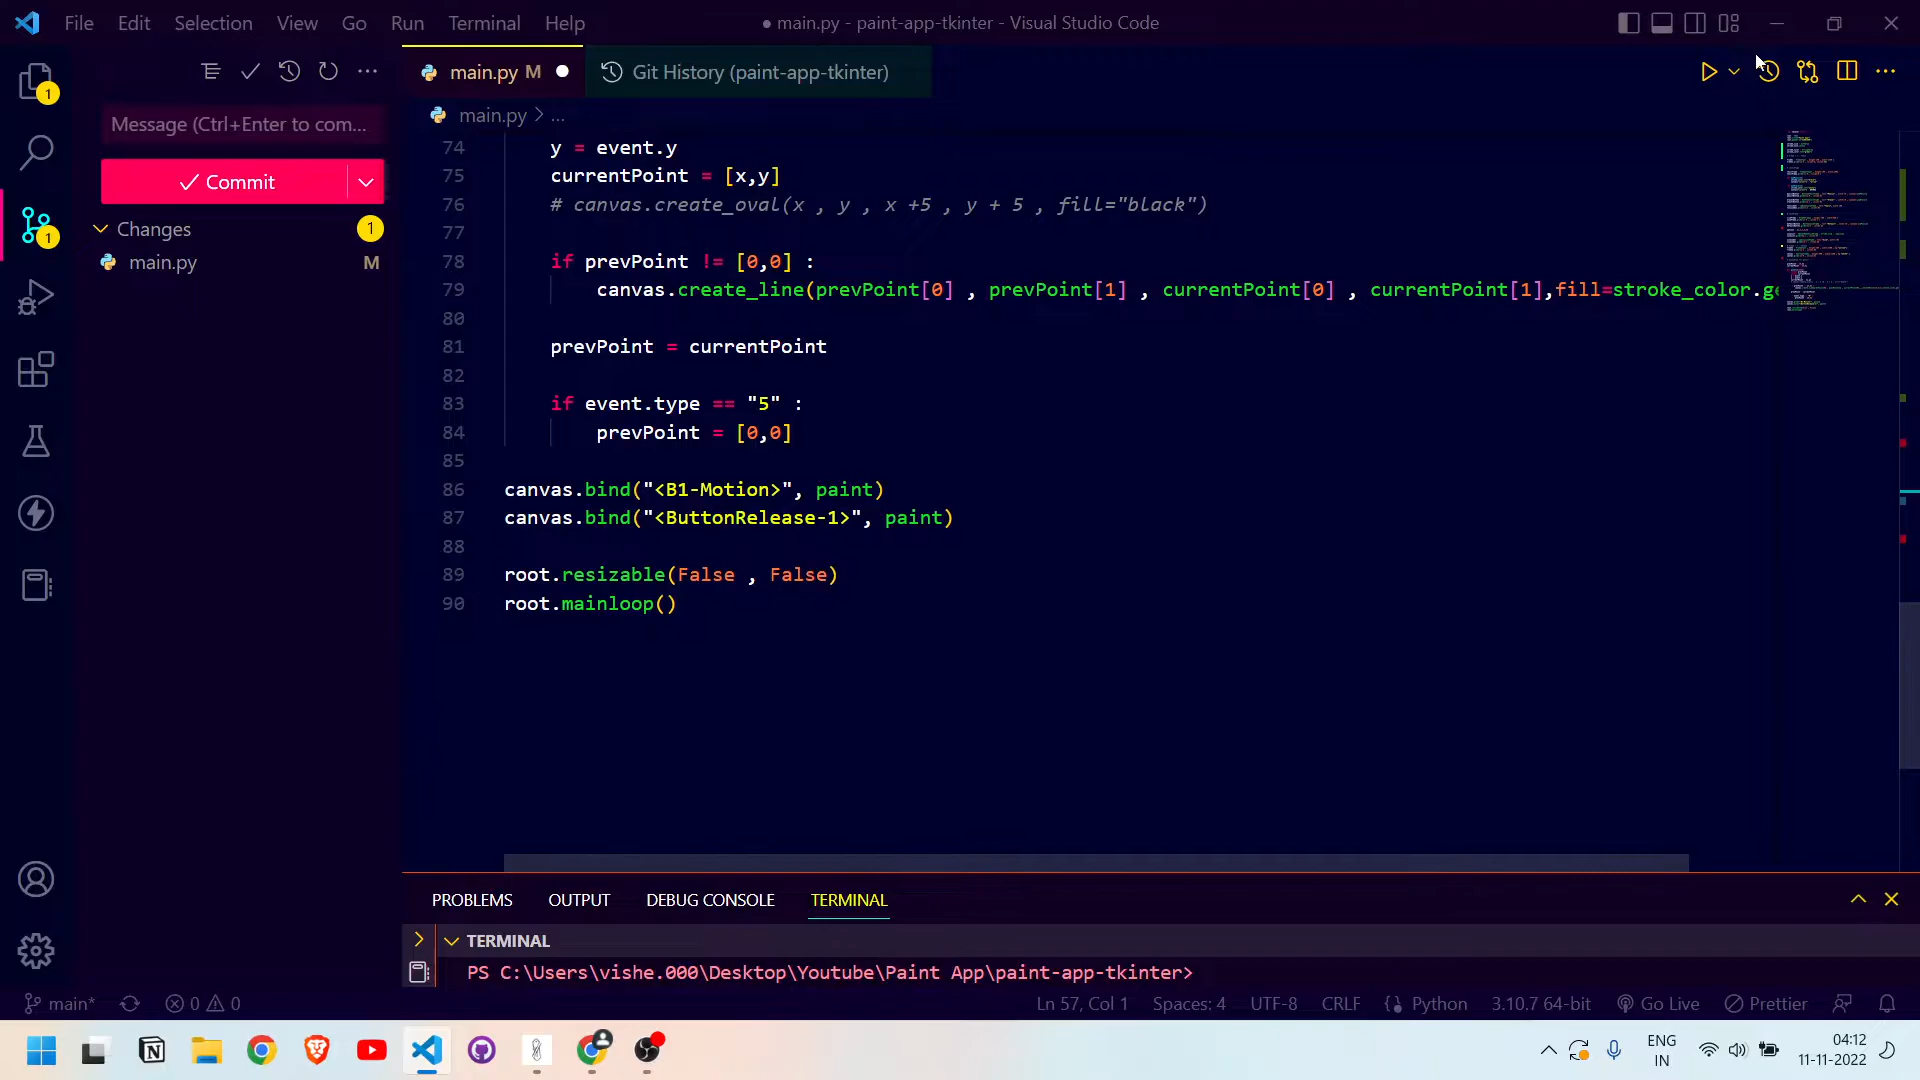 File Edit Selection View Go Run Terminal Help
● main.py - paint-app-tkinter - Visual Studio Code
main.py M
Git History (paint-app-tkinter)
Message (Ctrl+Enter to com...
Commit
Changes 1
main.py M
1
1
main.py > ...
74 y = event.y
75 currentPoint = [x,y]
76 # canvas.create_oval(x , y , x +5 , y + 5 , fill="black")
77
78 if prevPoint != [0,0] :
79 canvas.create_line(prevPoint[0] , prevPoint[1] , currentPoint[0] , currentPoint[1],fill=stroke_color.ge
80
81 prevPoint = currentPoint
82
83 if event.type == "5" :
84 prevPoint = [0,0]
85
86 canvas.bind("<B1-Motion>", paint)
87 canvas.bind("<ButtonRelease-1>", paint)
88
89 root.resizable(False , False)
90 root.mainloop()
PROBLEMS OUTPUT DEBUG CONSOLE TERMINAL
TERMINAL
PS C:\Users\vishe.000\Desktop\Youtube\Paint App\paint-app-tkinter>
main* 0 0
Ln 57, Col 1 Spaces: 4 UTF-8 CRLF Python 3.10.7 64-bit Go Live Prettier
ENG
IN
04:12
11-11-2022